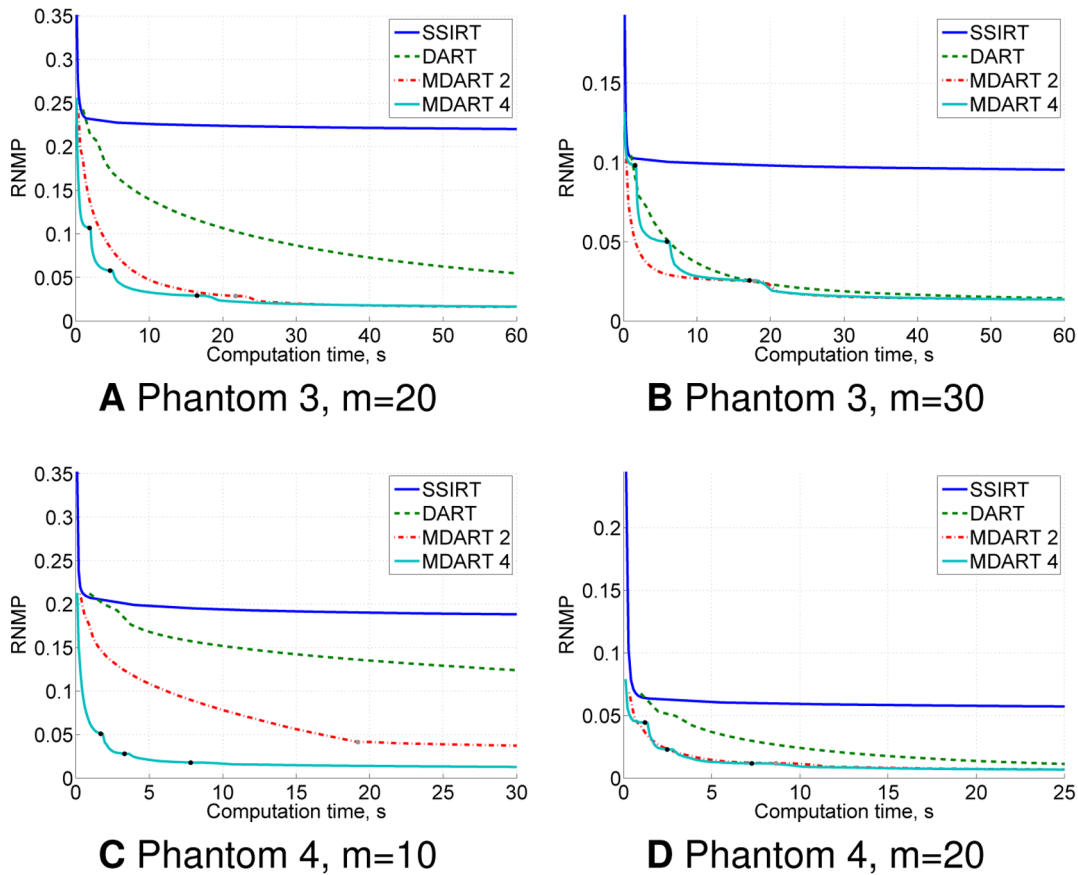 0.35
0.3
0.25
0.2
0.15
0.1
0.05
0
RNMP
0 10 20 30 40 50 60
Computation time, s
SSIRT
DART
MDART 2
MDART 4
A Phantom 3, m=20
0.15
0.1
0.05
0
RNMP
0 10 20 30 40 50 60
Computation time, s
SSIRT
DART
MDART 2
MDART 4
B Phantom 3, m=30
0.35
0.3
0.25
0.2
0.15
0.1
0.05
0
RNMP
0 5 10 15 20 25 30
Computation time, s
SSIRT
DART
MDART 2
MDART 4
C Phantom 4, m=10
0.2
0.15
0.1
0.05
0
RNMP
0 5 10 15 20 25
Computation time, s
SSIRT
DART
MDART 2
MDART 4
D Phantom 4, m=20